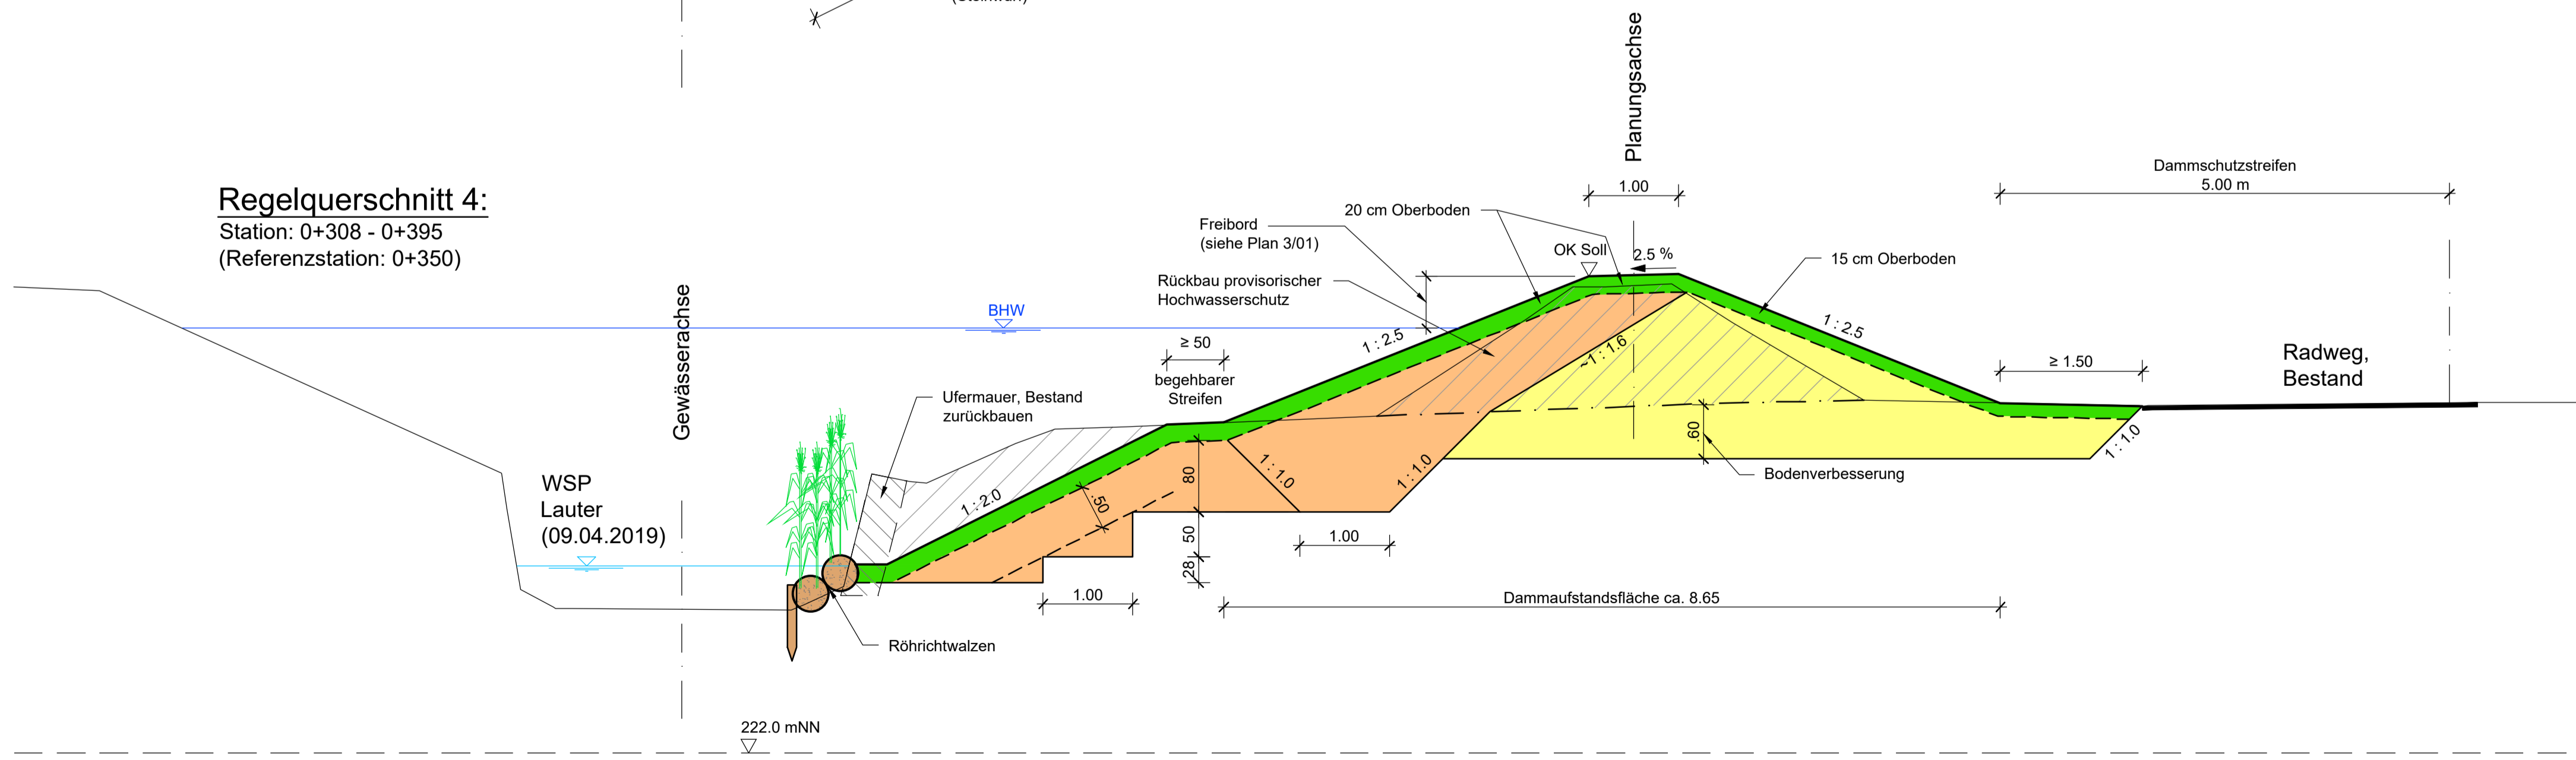 Regelquerschnitt 4:
Station: 0+308 - 0+395
(Referenzstation: 0+350)
Gewässerachse
Planungsachse
Dammschutzstreifen
5.00 m
1.00
20 cm Oberboden
Freibord
(siehe Plan 3/01)
OK Soll
2.5 %
15 cm Oberboden
Rückbau provisorischer
Hochwasserschutz
BHW
≥ 50
begehbarer
Streifen
1 : 2.5
~1 : 1.6
1 : 2.5
≥ 1.50
Radweg,
Bestand
Ufermauer, Bestand
zurückbauen
WSP
Lauter
(09.04.2019)
1 : 2.0
.50
80
50
28
1 : 1.0
1 : 1.0
.60
1 : 1.0
Bodenverbesserung
1.00
1.00
Dammaufstandsfläche ca. 8.65
Röhrichtwalzen
222.0 mNN